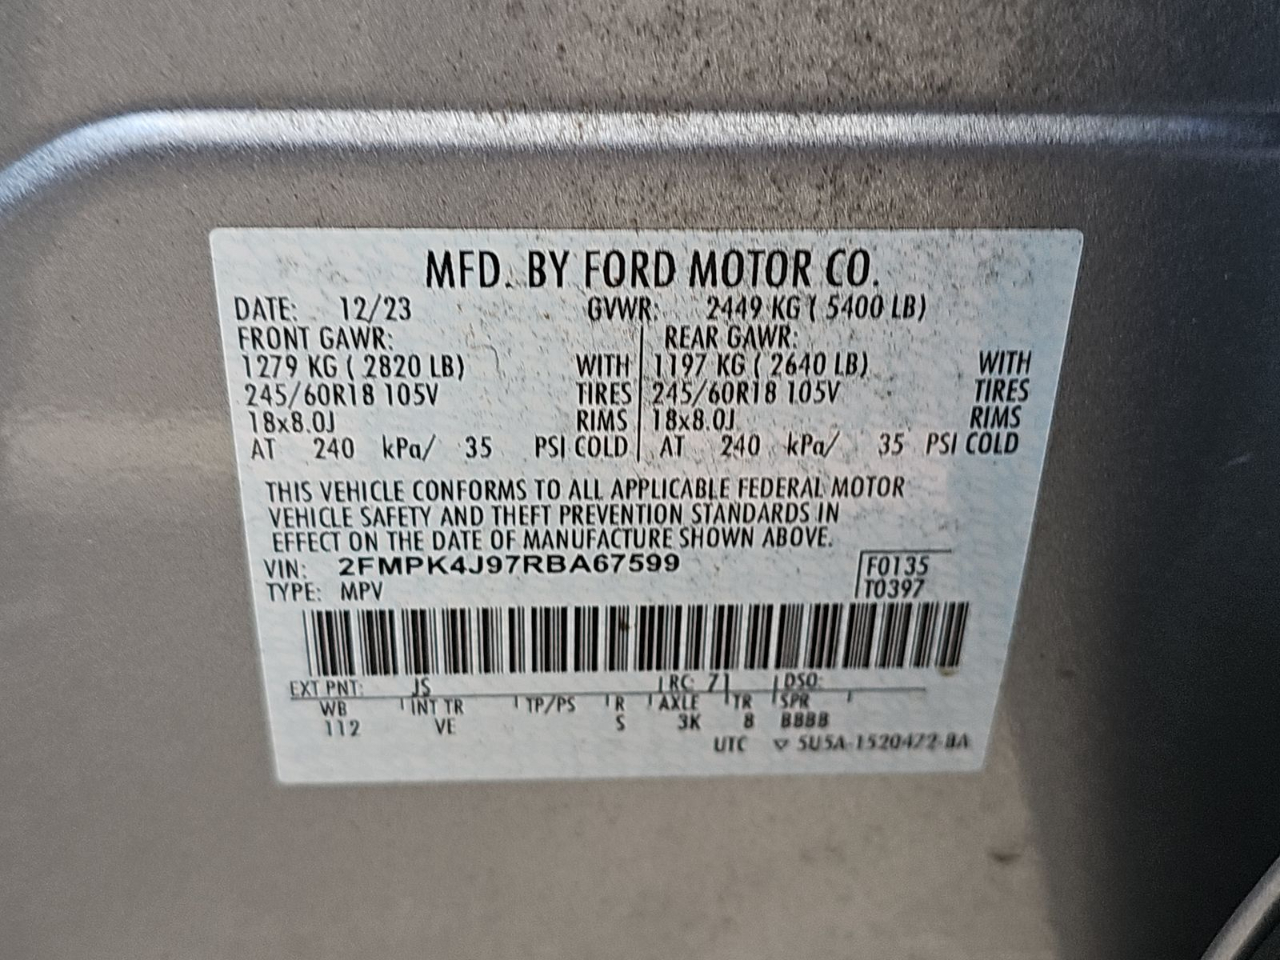 MFD. BY FORD MOTOR CO.
DATE: 12/23 GVWR: 2449 KG ( 5400 LB)
FRONT GAWR: REAR GAWR:
1279 KG ( 2820 LB) WITH 1197 KG ( 2640 LB) WITH
245/60R18 105V TIRES 245/60R18 105V TIRES
18x8.0J RIMS 18x8.0J RIMS
AT 240 kPa/ 35 PSI COLD AT 240 kPa/ 35 PSI COLD
THIS VEHICLE CONFORMS TO ALL APPLICABLE FEDERAL MOTOR
VEHICLE SAFETY AND THEFT PREVENTION STANDARDS IN
EFFECT ON THE DATE OF MANUFACTURE SHOWN ABOVE.
VIN: 2FMPK4J97RBA67599 F0135
TYPE: MPV T0397
EXT PNT: JS RC: 71 DSO:
WB INT TR TP/PS R AXLE TR SPR
112 VE S 3K 8 BBBB
UTC ▽ 5U5A-1520472-BA